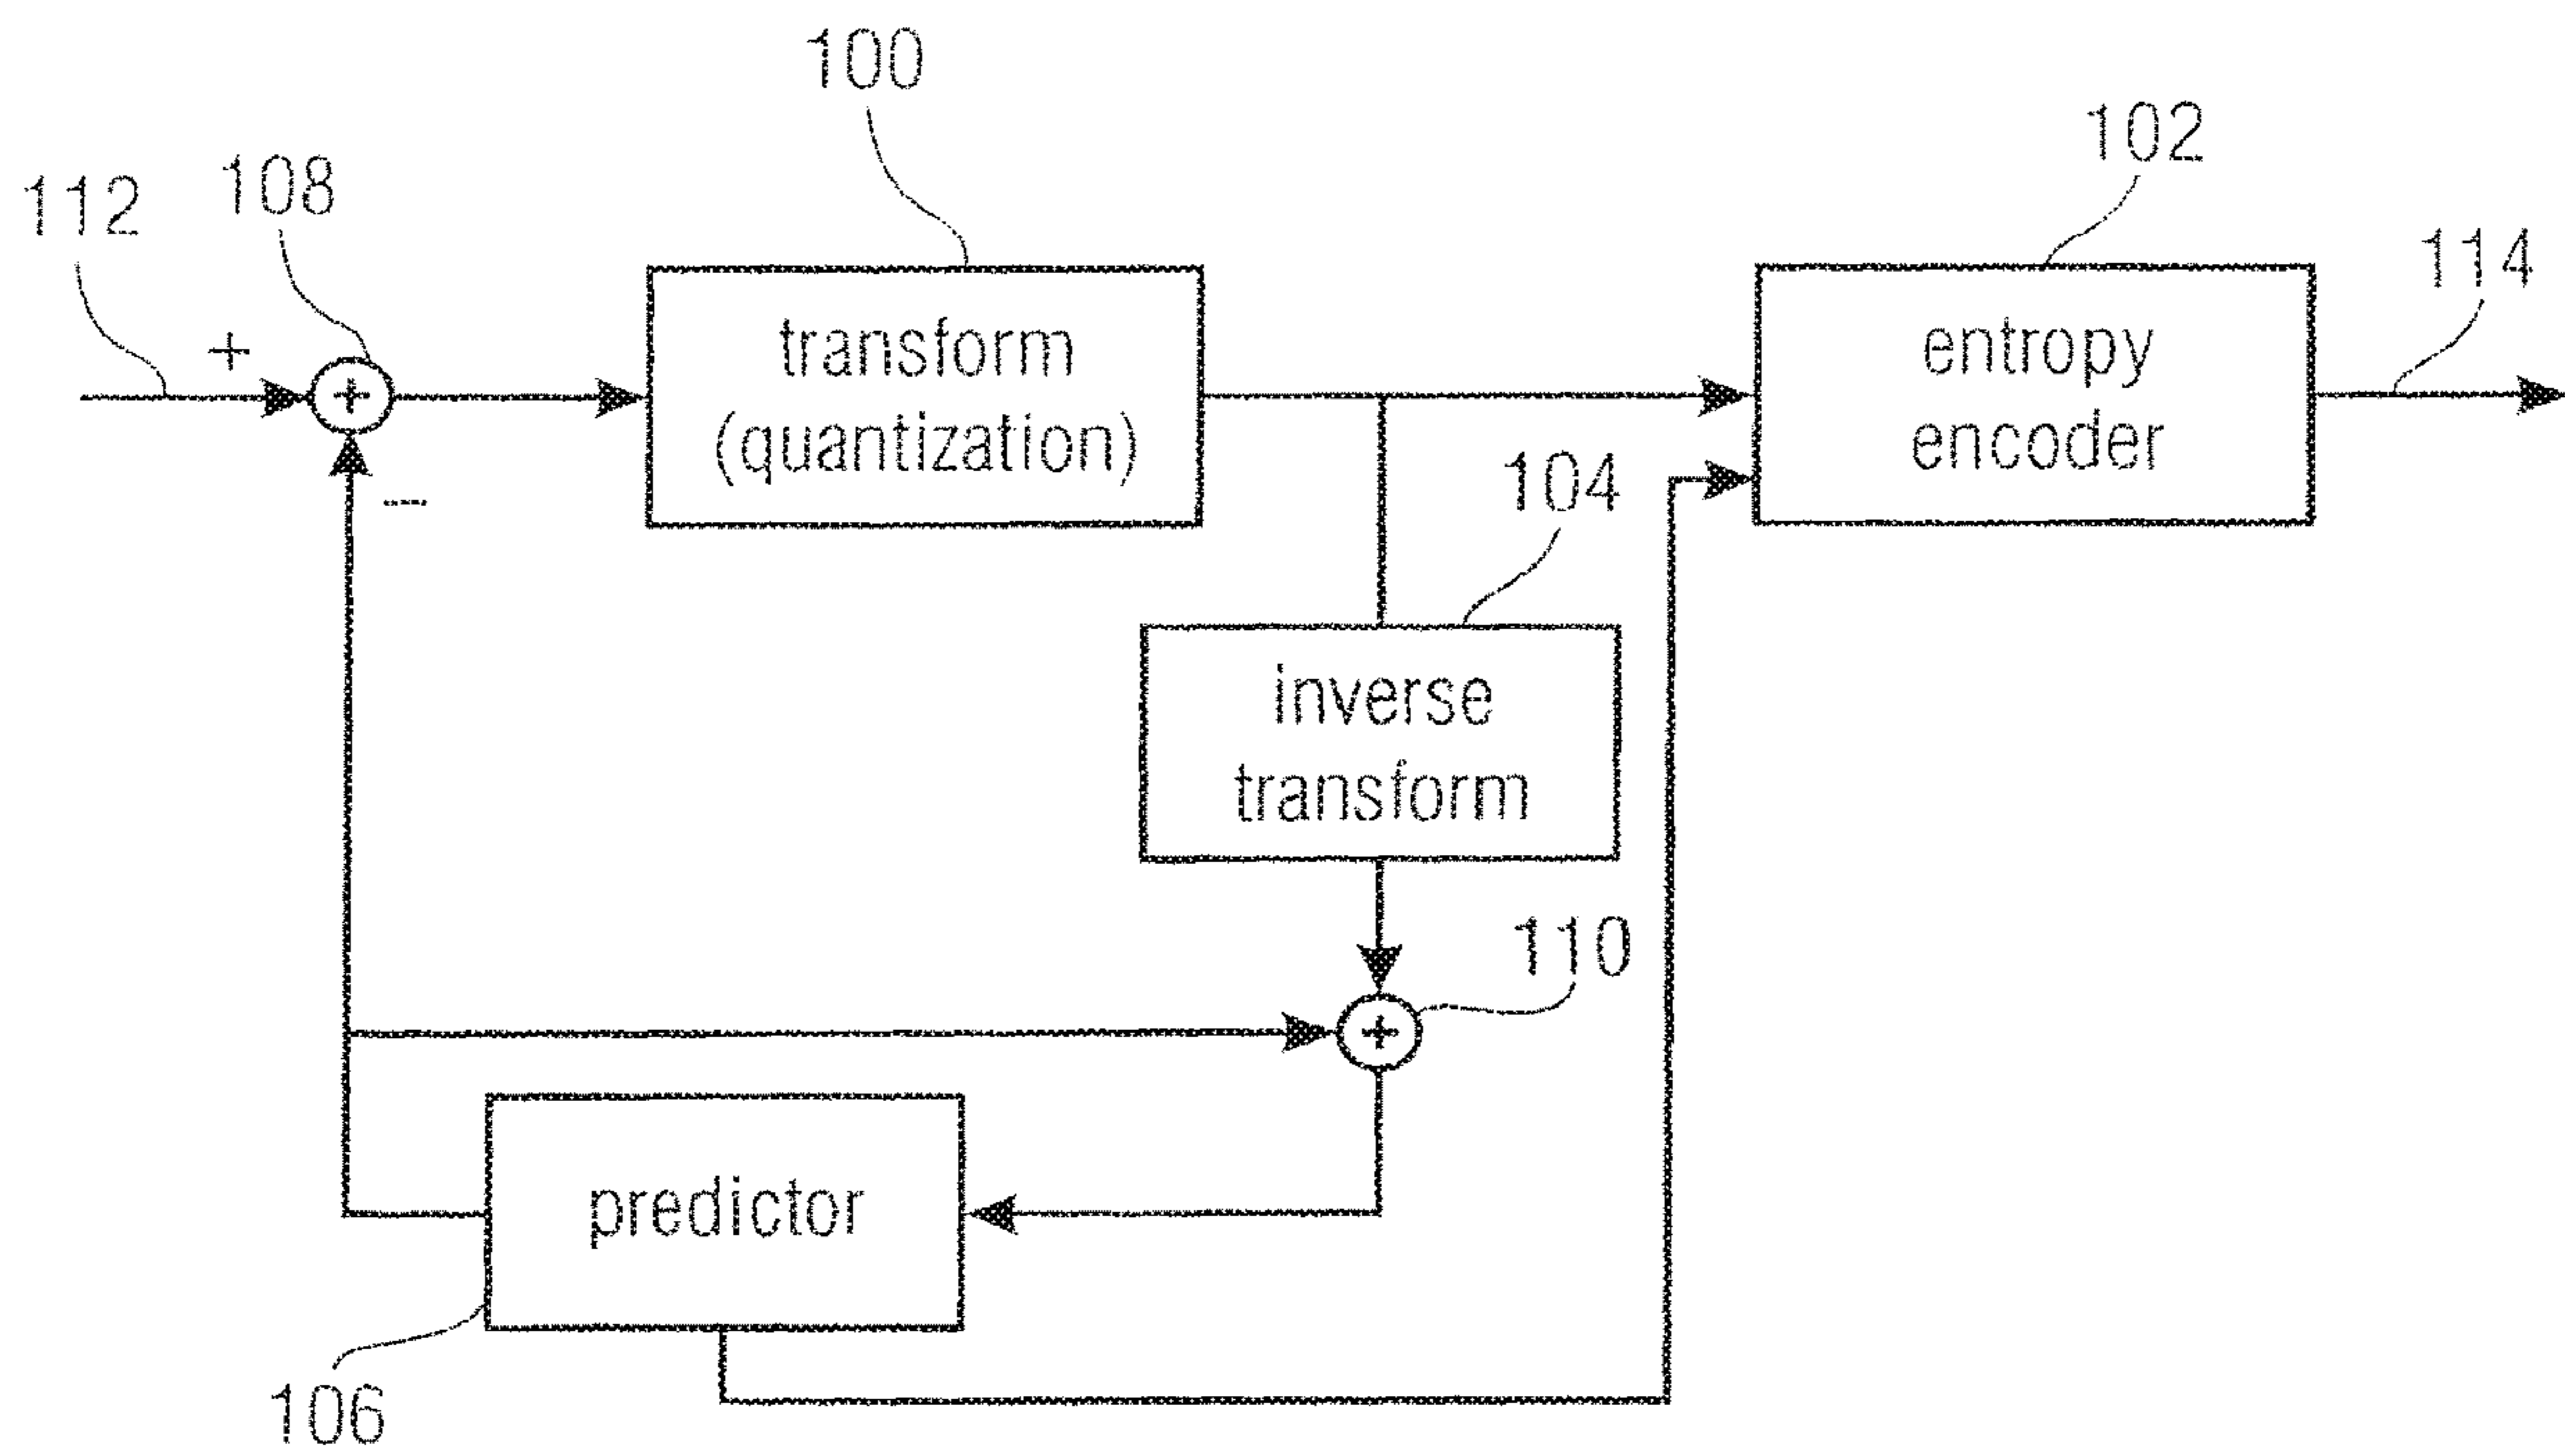 100
102
112
108
114
+
transform
(quantization)
entropy
encoder
+
−
104
inverse
transform
110
+
predictor
106